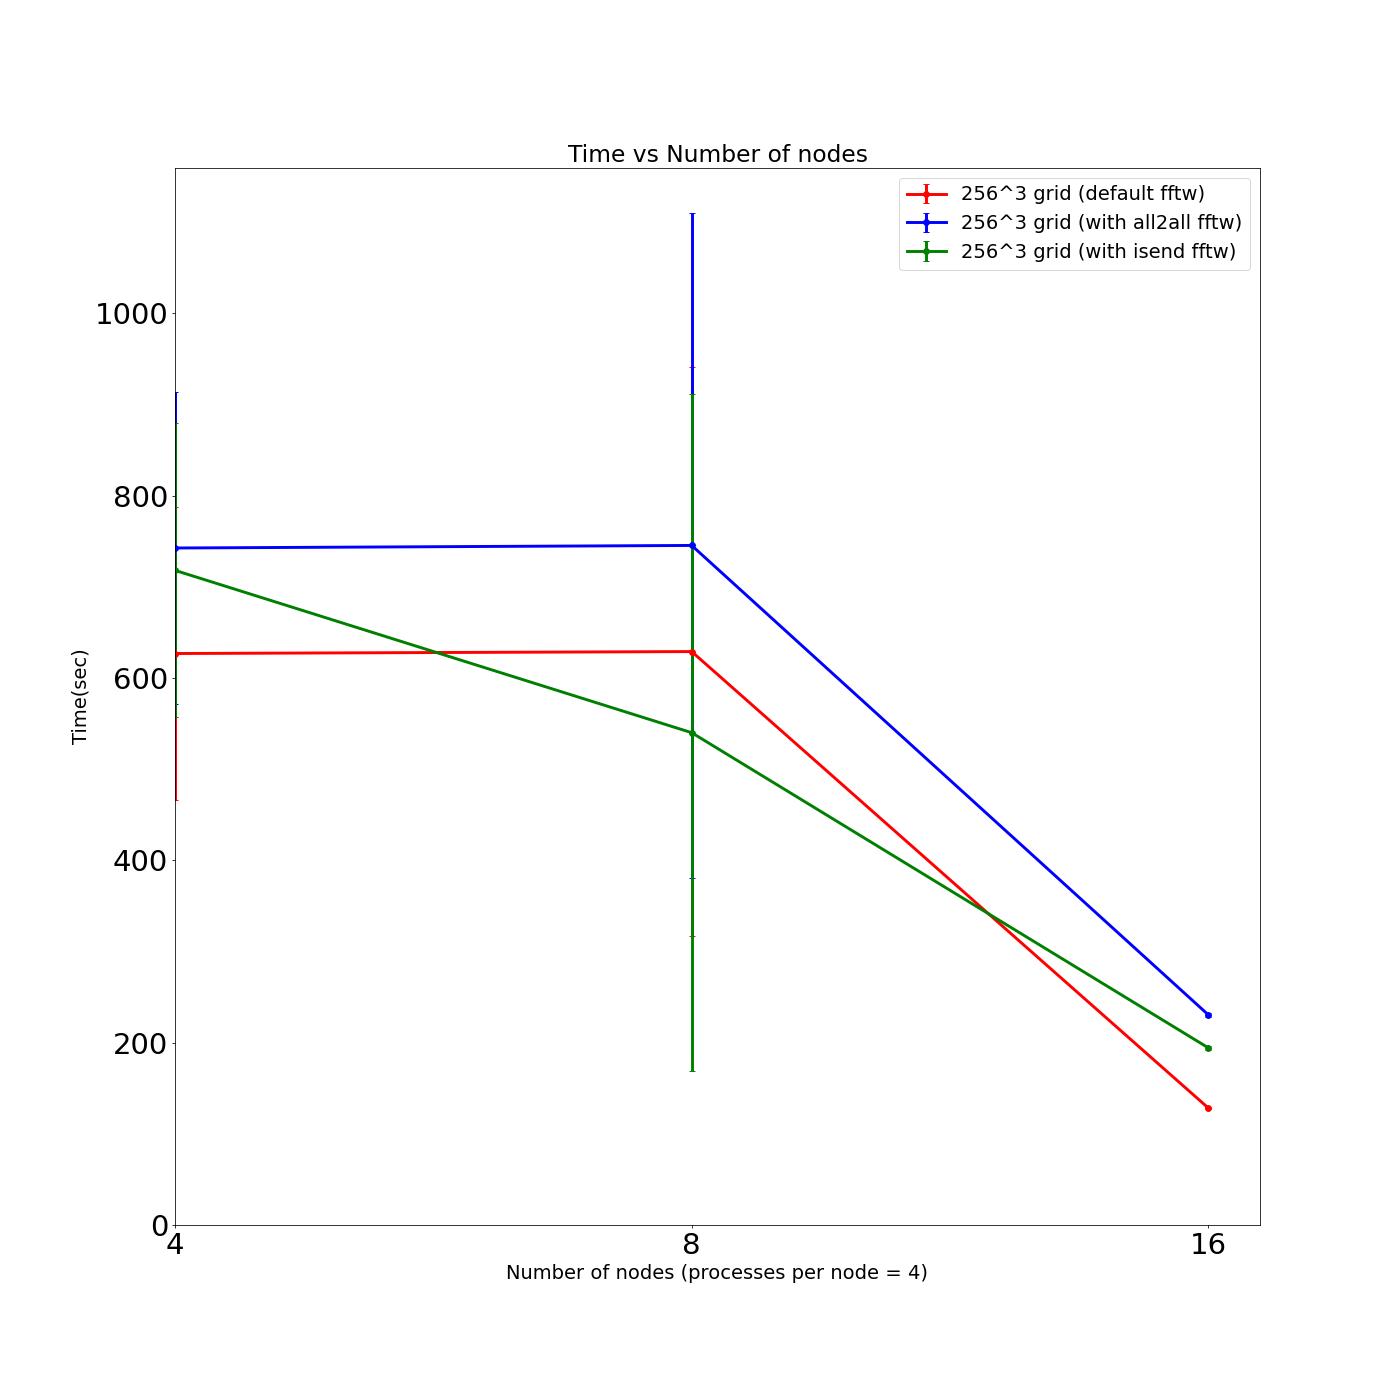 Time vs Number of nodes
256^3 grid (default fftw)
256^3 grid (with all2all fftw)
256^3 grid (with isend fftw)
1000
800
600
400
200
0
Time(sec)
4 8 16
Number of nodes (processes per node = 4)